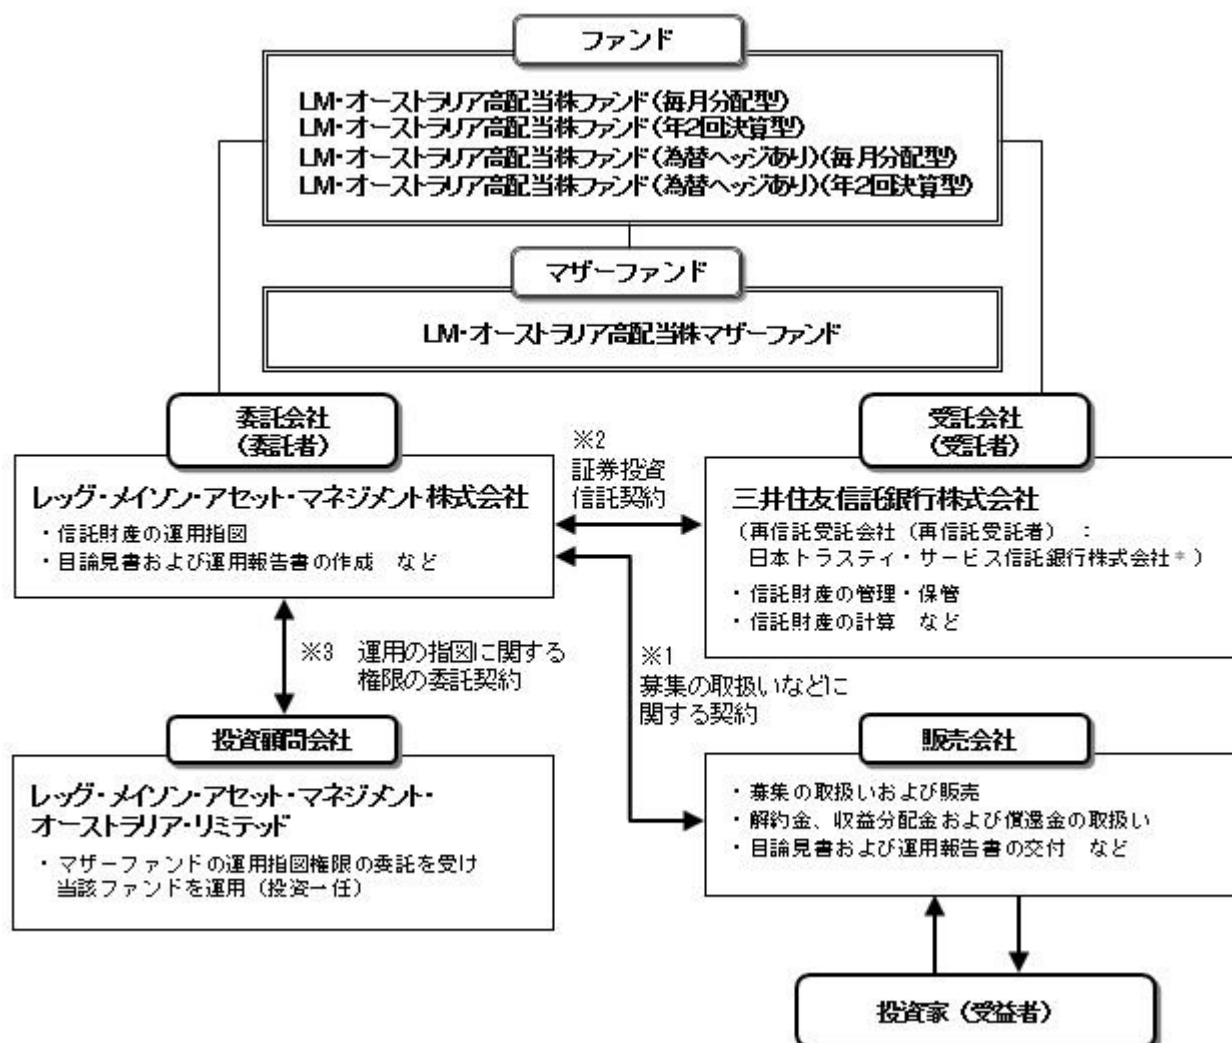 ファンド
LM・オーストラリア高配当株ファンド(毎月分配型)
LM・オーストラリア高配当株ファンド(年2回決算型)
LM・オーストラリア高配当株ファンド(為替ヘッジあり)(毎月分配型)
LM・オーストラリア高配当株ファンド(為替ヘッジあり)(年2回決算型)
マザーファンド
LM・オーストラリア高配当株マザーファンド
委託会社
(委託者)
レッグ・メイソン・アセット・マネジメント株式会社
・信託財産の運用指図
・目論見書および運用報告書の作成 など
※2
証券投資
信託契約
受託会社
(受託者)
三井住友信託銀行株式会社
(再信託受託会社(再信託受託者) :
日本トラスティ・サービス信託銀行株式会社*)
・信託財産の管理・保管
・信託財産の計算 など
※3 運用の指図に関する
権限の委託契約
※1
募集の取扱いなどに
関する契約
投資顧問会社
レッグ・メイソン・アセット・マネジメント・
オーストラリア・リミテッド
・マザーファンドの運用指図権限の委託を受け
当該ファンドを運用(投資一任)
販売会社
・募集の取扱いおよび販売
・解約金、収益分配金および償還金の取扱い
・目論見書および運用報告書の交付 など
投資家(受益者)